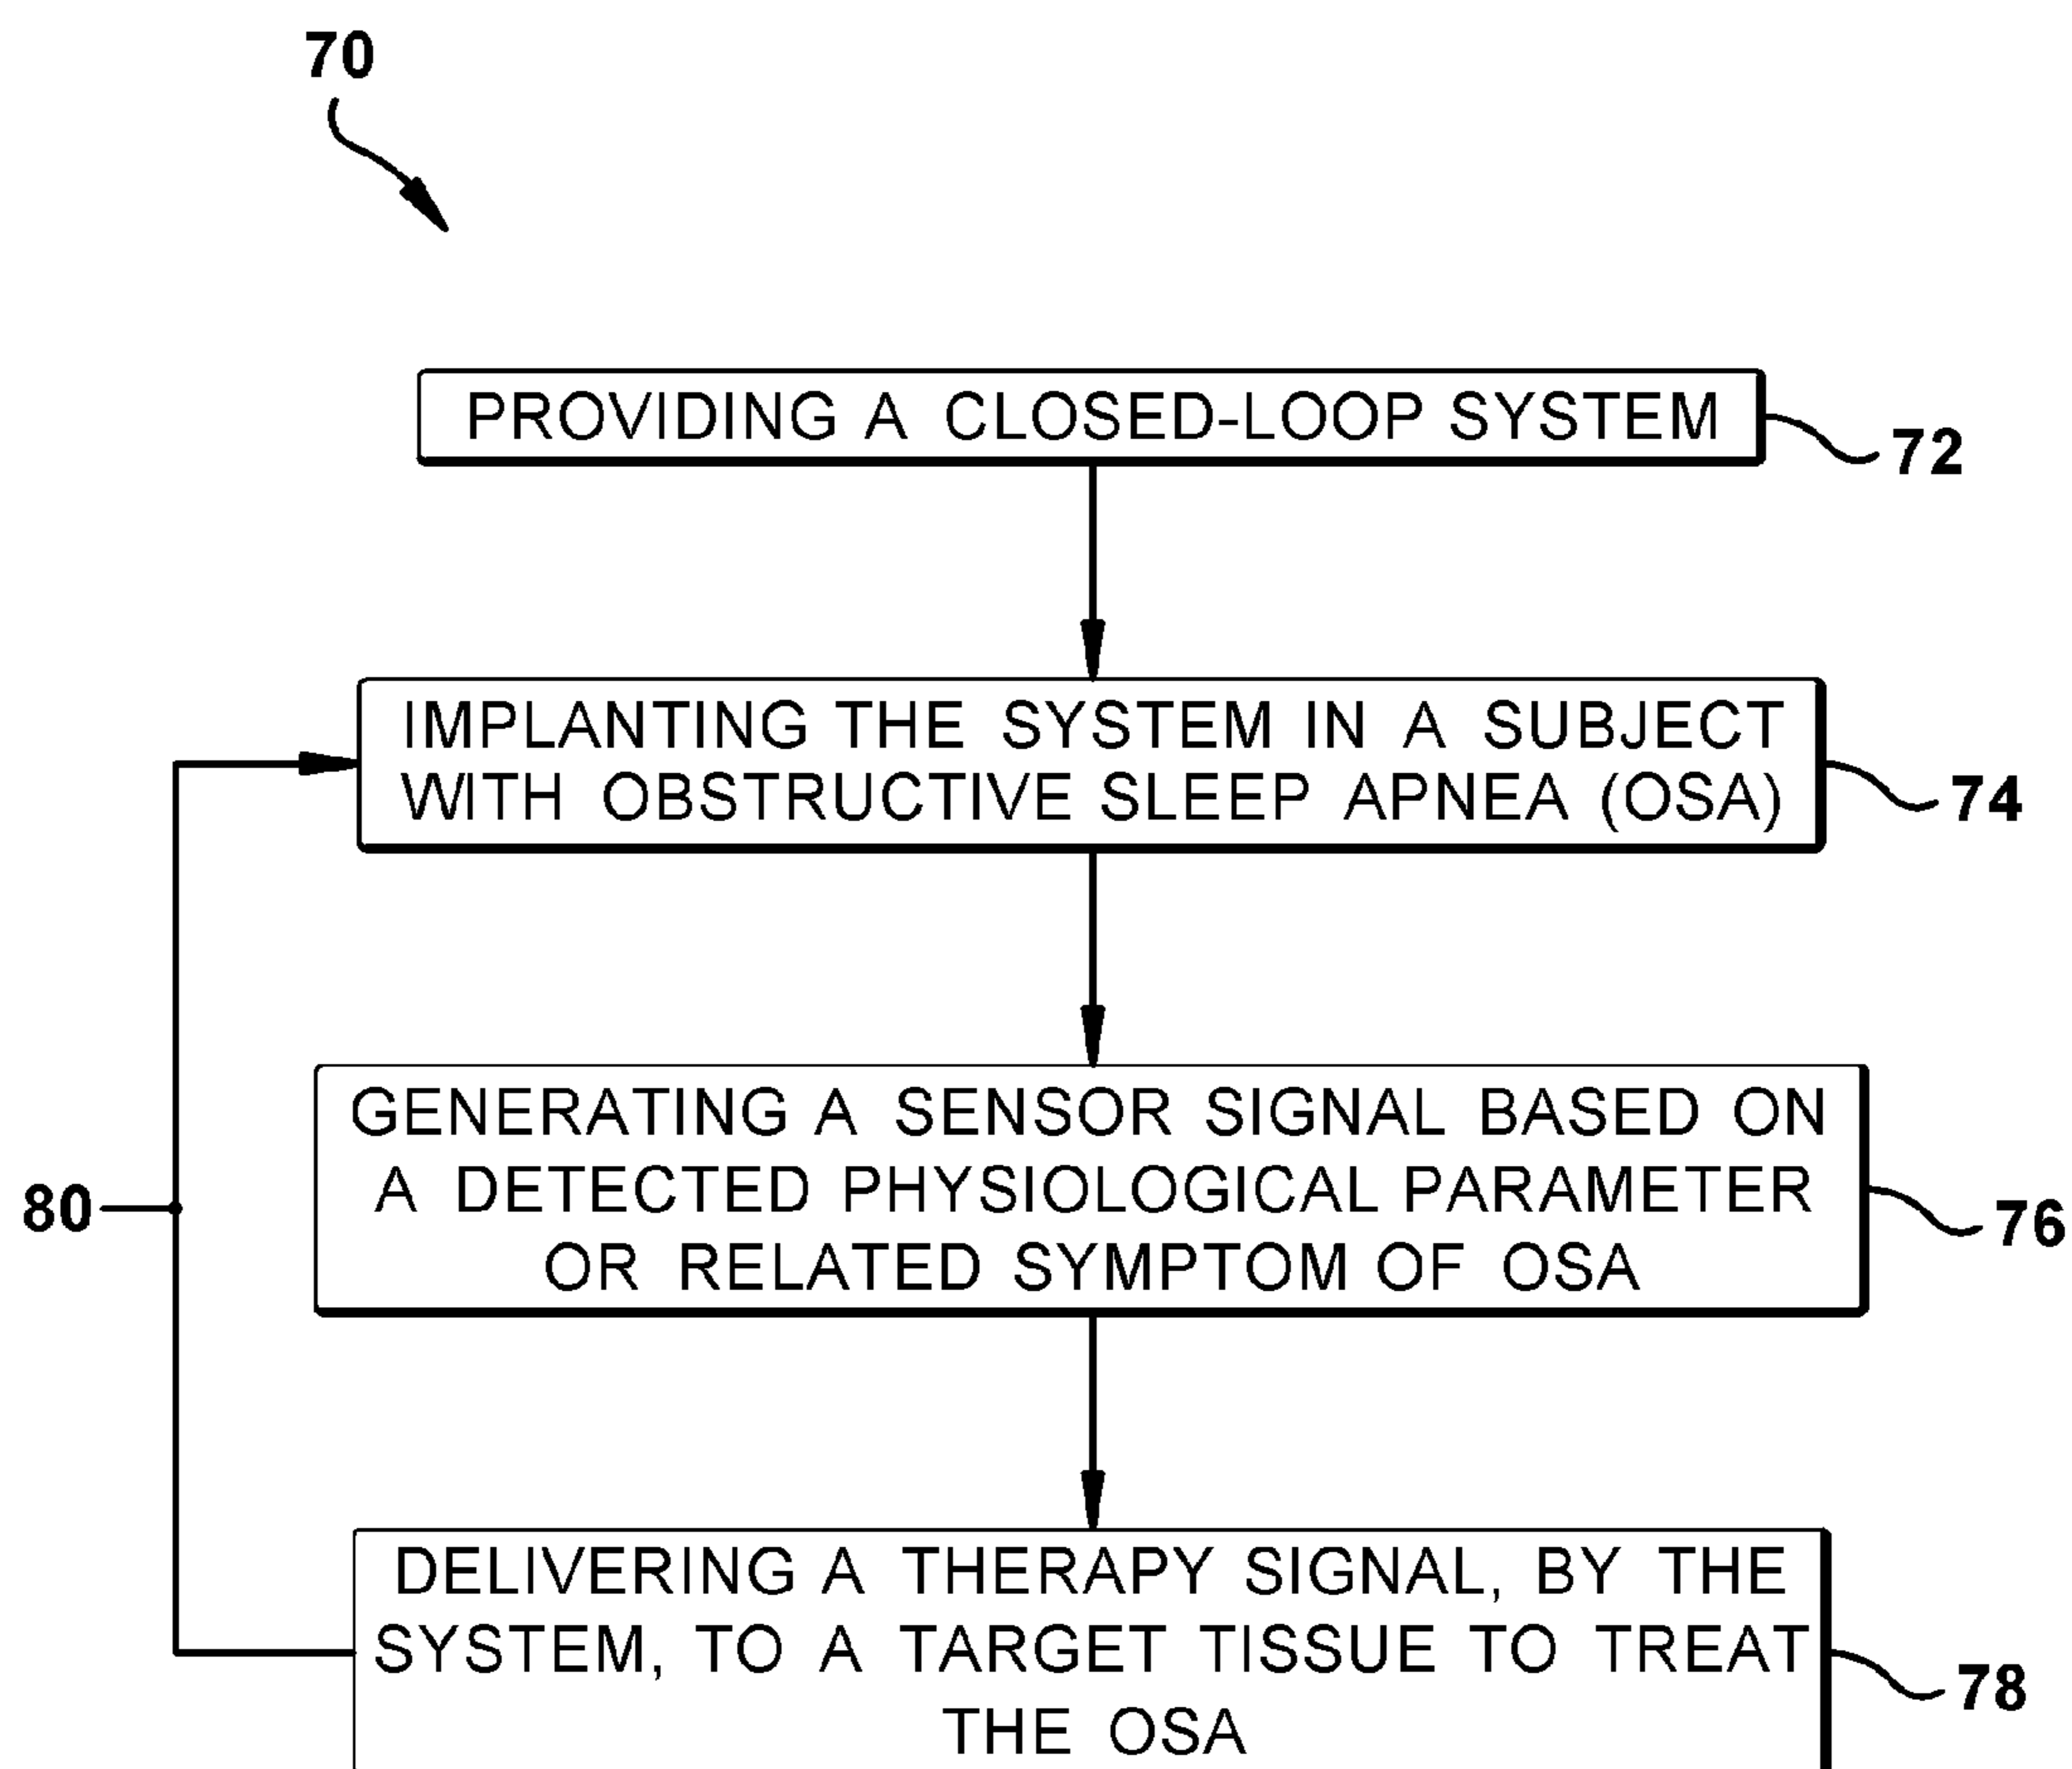 70
PROVIDING A CLOSED-LOOP SYSTEM
72
IMPLANTING THE SYSTEM IN A SUBJECT
WITH OBSTRUCTIVE SLEEP APNEA (OSA)
74
GENERATING A SENSOR SIGNAL BASED ON
A DETECTED PHYSIOLOGICAL PARAMETER
OR RELATED SYMPTOM OF OSA
76
80
DELIVERING A THERAPY SIGNAL, BY THE
SYSTEM, TO A TARGET TISSUE TO TREAT
THE OSA
78